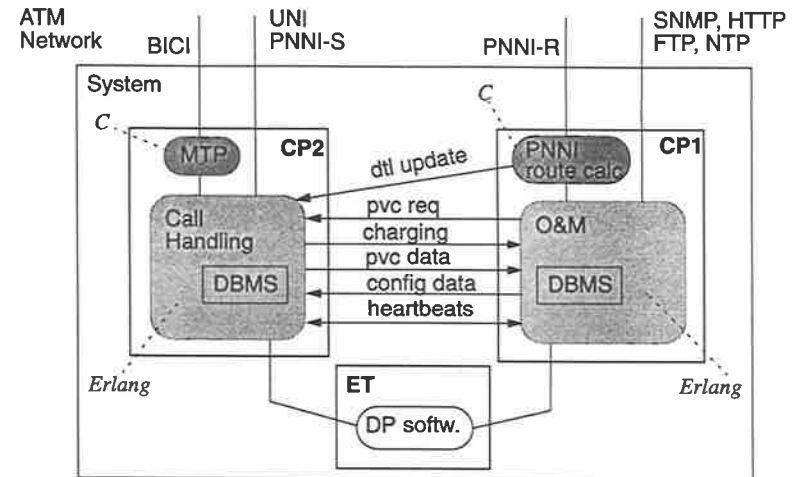 ATM
Network
BICI
UNI
PNNI-S
PNNI-R
SNMP, HTTP
FTP, NTP
System
C
C
MTP
CP2
dtl update
PNNI
route calc
CP1
Call
Handling
DBMS
pvc req
charging
pvc data
config data
heartbeats
O&M
DBMS
Erlang
ET
DP softw.
Erlang